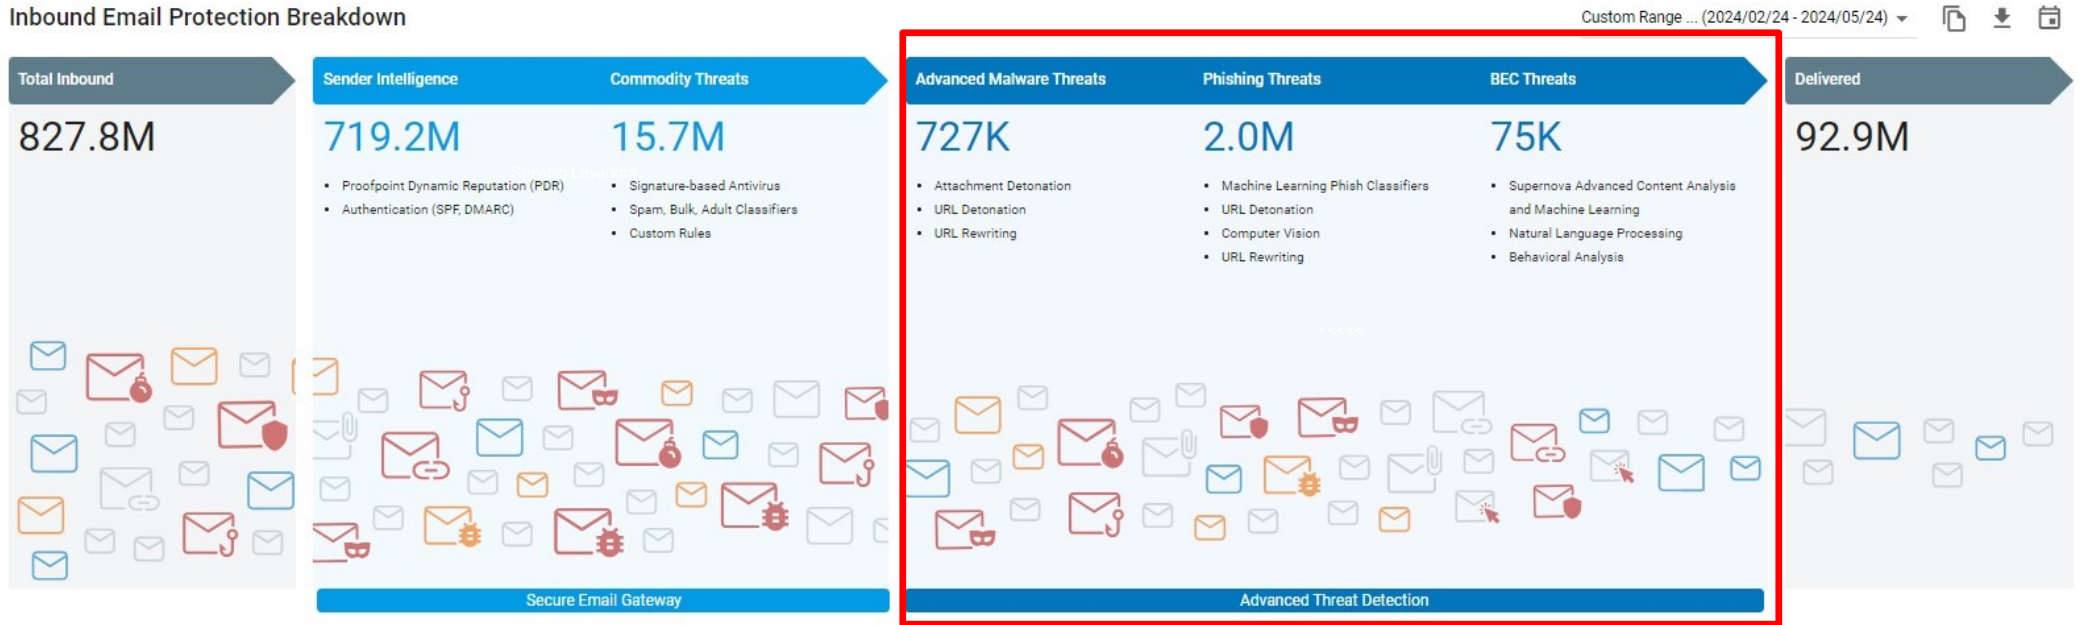 Inbound Email Protection Breakdown
Custom Range ... (2024/02/24 - 2024/05/24)
Total Inbound
827.8M
Sender Intelligence
719.2M
• Proofpoint Dynamic Reputation (PDR)
• Authentication (SPF, DMARC)
Commodity Threats
15.7M
• Signature-based Antivirus
• Spam, Bulk, Adult Classifiers
• Custom Rules
Secure Email Gateway
Advanced Malware Threats
727K
• Attachment Detonation
• URL Detonation
• URL Rewriting
Phishing Threats
2.0M
• Machine Learning Phish Classifiers
• URL Detonation
• Computer Vision
• URL Rewriting
BEC Threats
75K
• Supernova Advanced Content Analysis
and Machine Learning
• Natural Language Processing
• Behavioral Analysis
Advanced Threat Detection
Delivered
92.9M